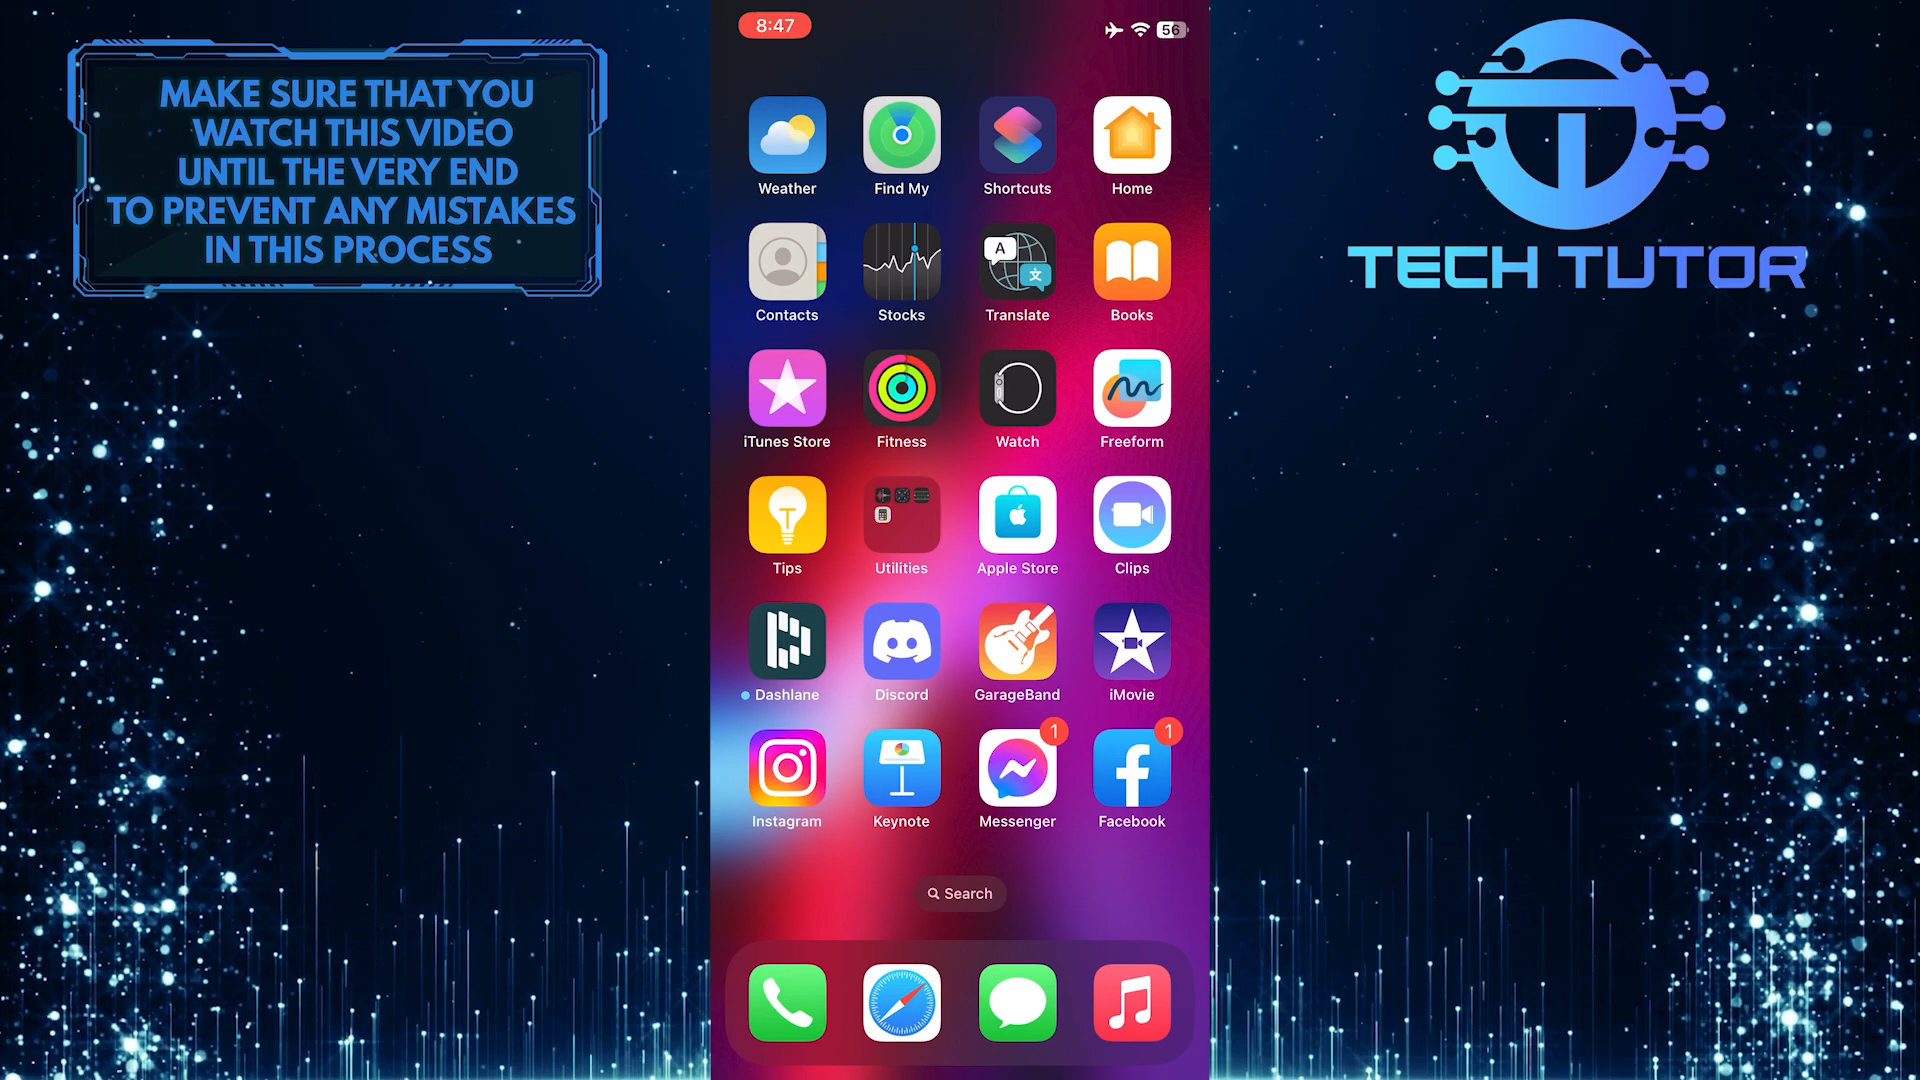 MAKE SURE THAT YOU
WATCH THIS VIDEO
UNTIL THE VERY END
TO PREVENT ANY MISTAKES
IN THIS PROCESS
8:47
56
Weather
Find My
Shortcuts
Home
A
文
Contacts
Stocks
Translate
Books
iTunes Store
Fitness
Watch
Freeform
Tips
Utilities
Apple Store
Clips
Dashlane
Discord
GarageBand
iMovie
1
1
Instagram
Keynote
Messenger
Facebook
Search
TECH TUTOR